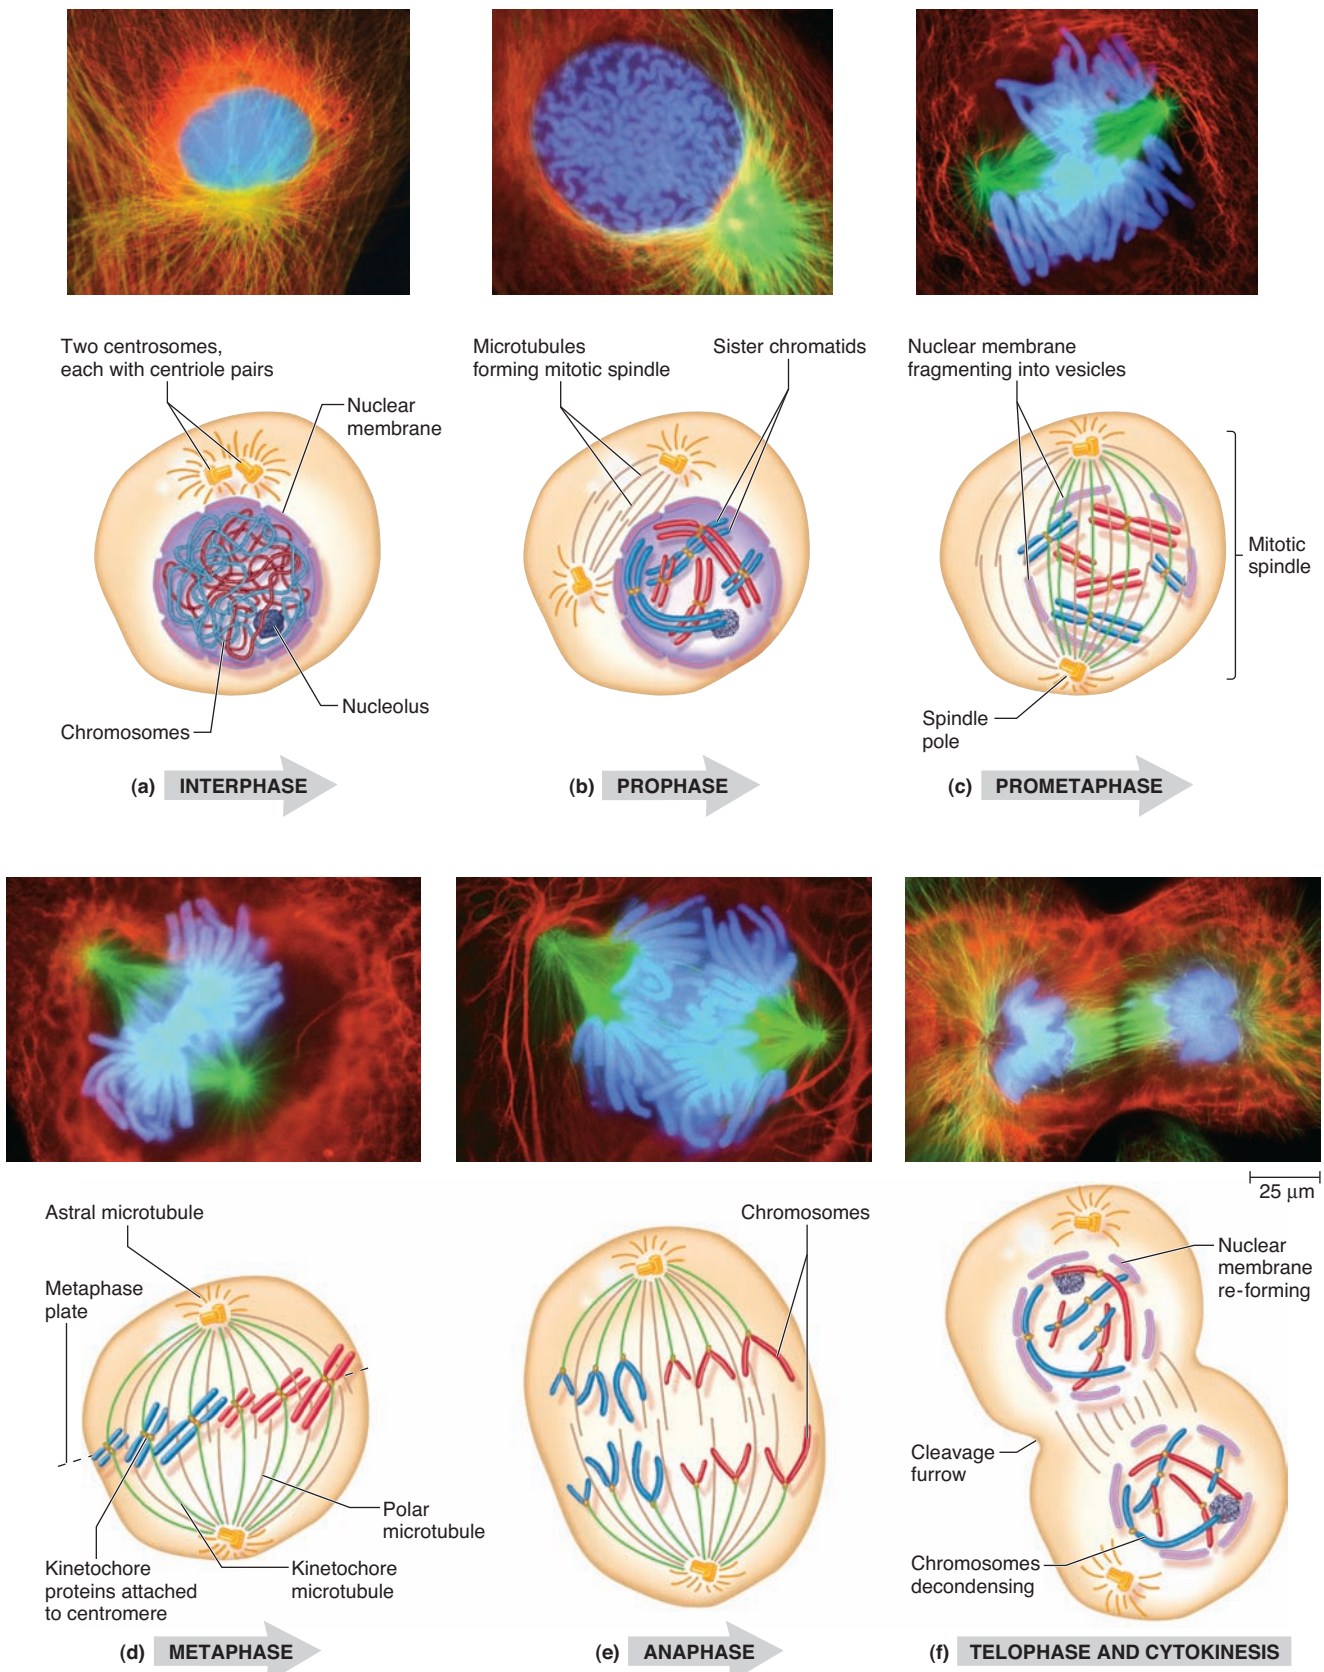 Two centrosomes,
each with centriole pairs
Nuclear
membrane
Nucleolus
Chromosomes
(a) INTERPHASE
Microtubules
forming mitotic spindle
Sister chromatids
(b) PROPHASE
Nuclear membrane
fragmenting into vesicles
Mitotic
spindle
Spindle
pole
(c) PROMETAPHASE
Astral microtubule
Metaphase
plate
Polar
microtubule
Kinetochore
proteins attached
to centromere
Kinetochore
microtubule
(d) METAPHASE
Chromosomes
(e) ANAPHASE
25 μm
Nuclear
membrane
re-forming
Cleavage
furrow
Chromosomes
decondensing
(f) TELOPHASE AND CYTOKINESIS